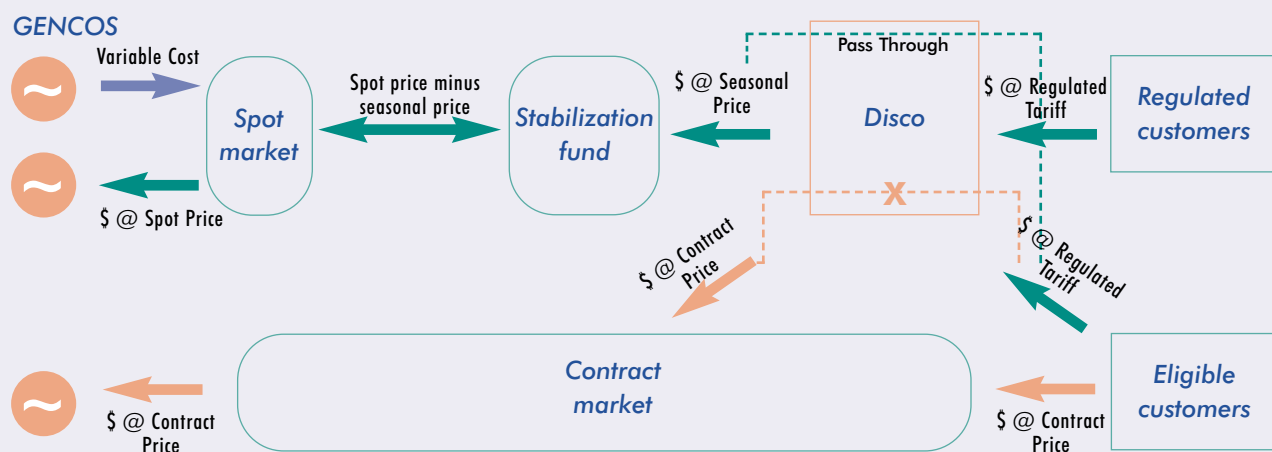 GENCOS
Variable Cost
~
~
$ @ Spot Price
Spot
market
Spot price minus
seasonal price
Stabilization
fund
$ @ Seasonal
Price
Pass Through
Disco
X
$ @ Regulated
Tariff
Regulated
customers
$ @ Contract
Price
$ @ Regulated
Tariff
~
$ @ Contract
Price
Contract
market
$ @ Contract
Price
Eligible
customers